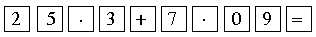 2 5 . 3 + 7 . 0 9 =